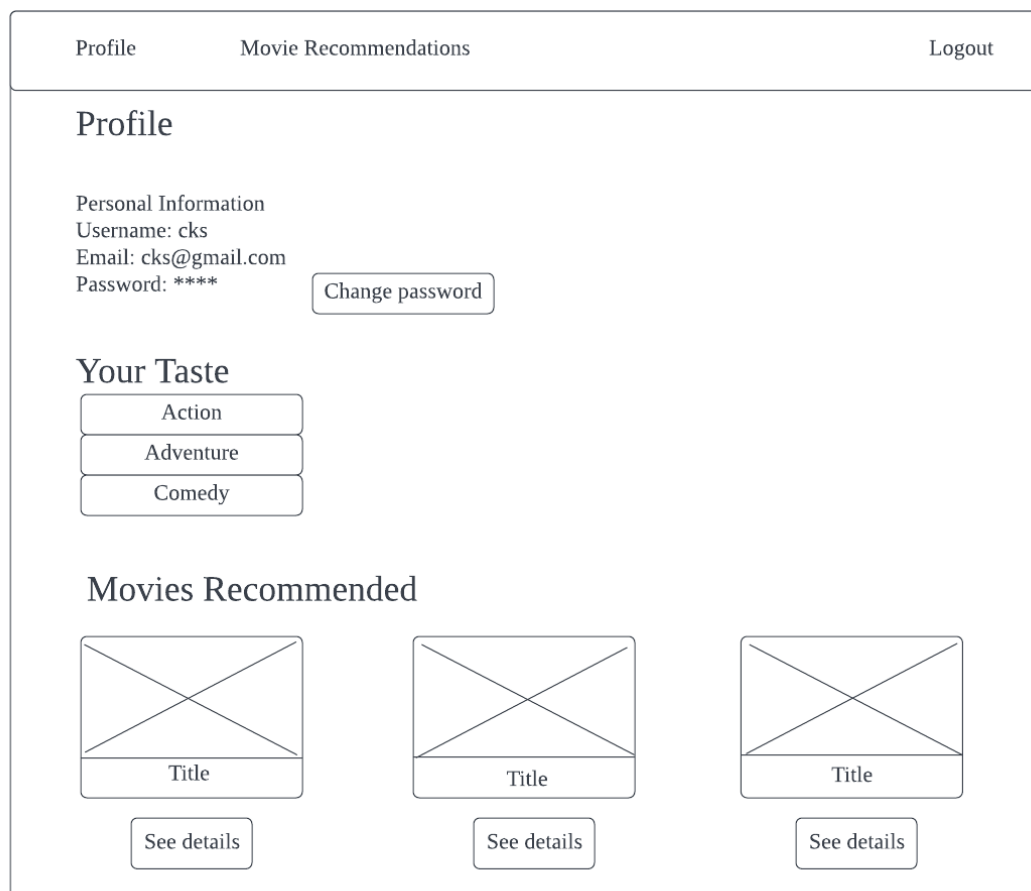 Profile Movie Recommendations Logout
Profile
Personal Information
Username: cks
Email: cks@gmail.com
Password: ****
Change password
Your Taste
Action
Adventure
Comedy
Movies Recommended
Title Title Title
See details See details See details